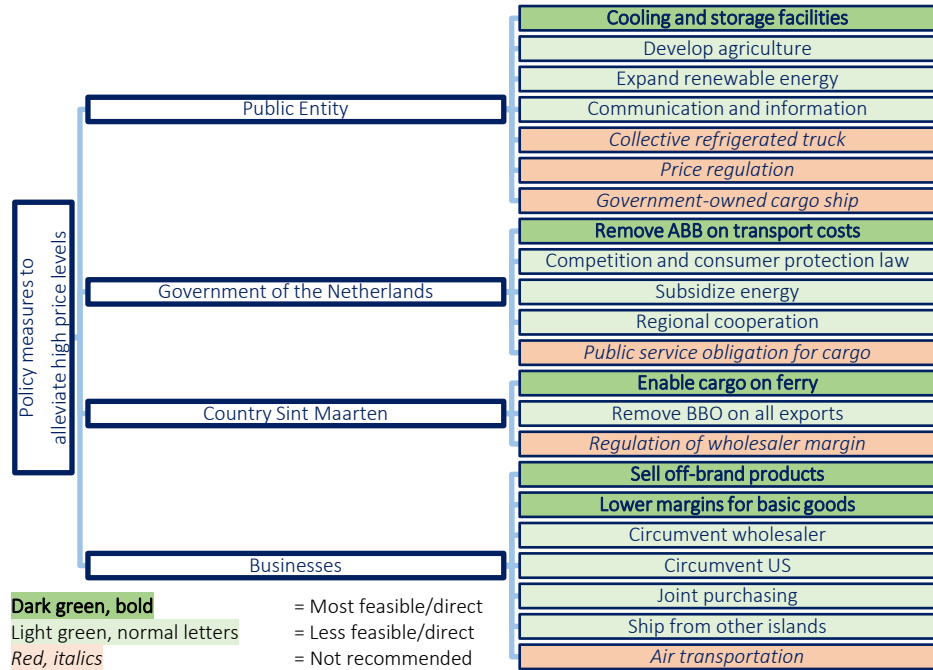 Policy measures to
alleviate high price levels
Public Entity
Cooling and storage facilities
Develop agriculture
Expand renewable energy
Communication and information
Collective refrigerated truck
Price regulation
Government-owned cargo ship
Government of the Netherlands
Remove ABB on transport costs
Competition and consumer protection law
Subsidize energy
Regional cooperation
Public service obligation for cargo
Country Sint Maarten
Enable cargo on ferry
Remove BBO on all exports
Regulation of wholesaler margin
Businesses
Sell off-brand products
Lower margins for basic goods
Circumvent wholesaler
Circumvent US
Joint purchasing
Ship from other islands
Air transportation
Dark green, bold = Most feasible/direct
Light green, normal letters = Less feasible/direct
Red, italics = Not recommended